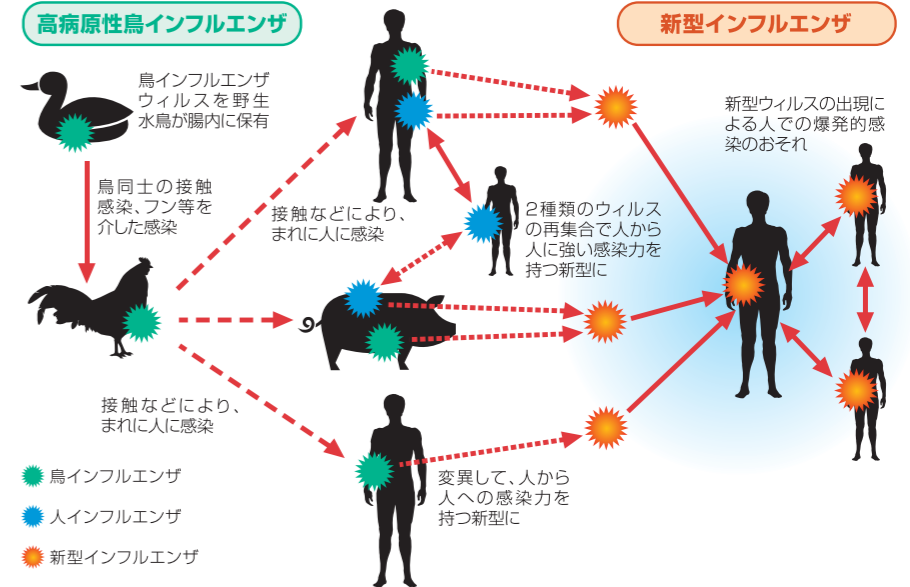 高病原性鳥インフルエンザ
新型インフルエンザ
鳥インフルエンザ
ウィルスを野生
水鳥が腸内に保有
鳥同士の接触
感染、フン等を
介した感染
接触などにより、
まれに人に感染
2種類のウィルス
の再集合で人から
人に強い感染力を
持つ新型に
新型ウィルスの出現に
よる人での爆発的感
染のおそれ
接触などにより、
まれに人に感染
変異して、人から
人への感染力を
持つ新型に
鳥インフルエンザ
人インフルエンザ
新型インフルエンザ